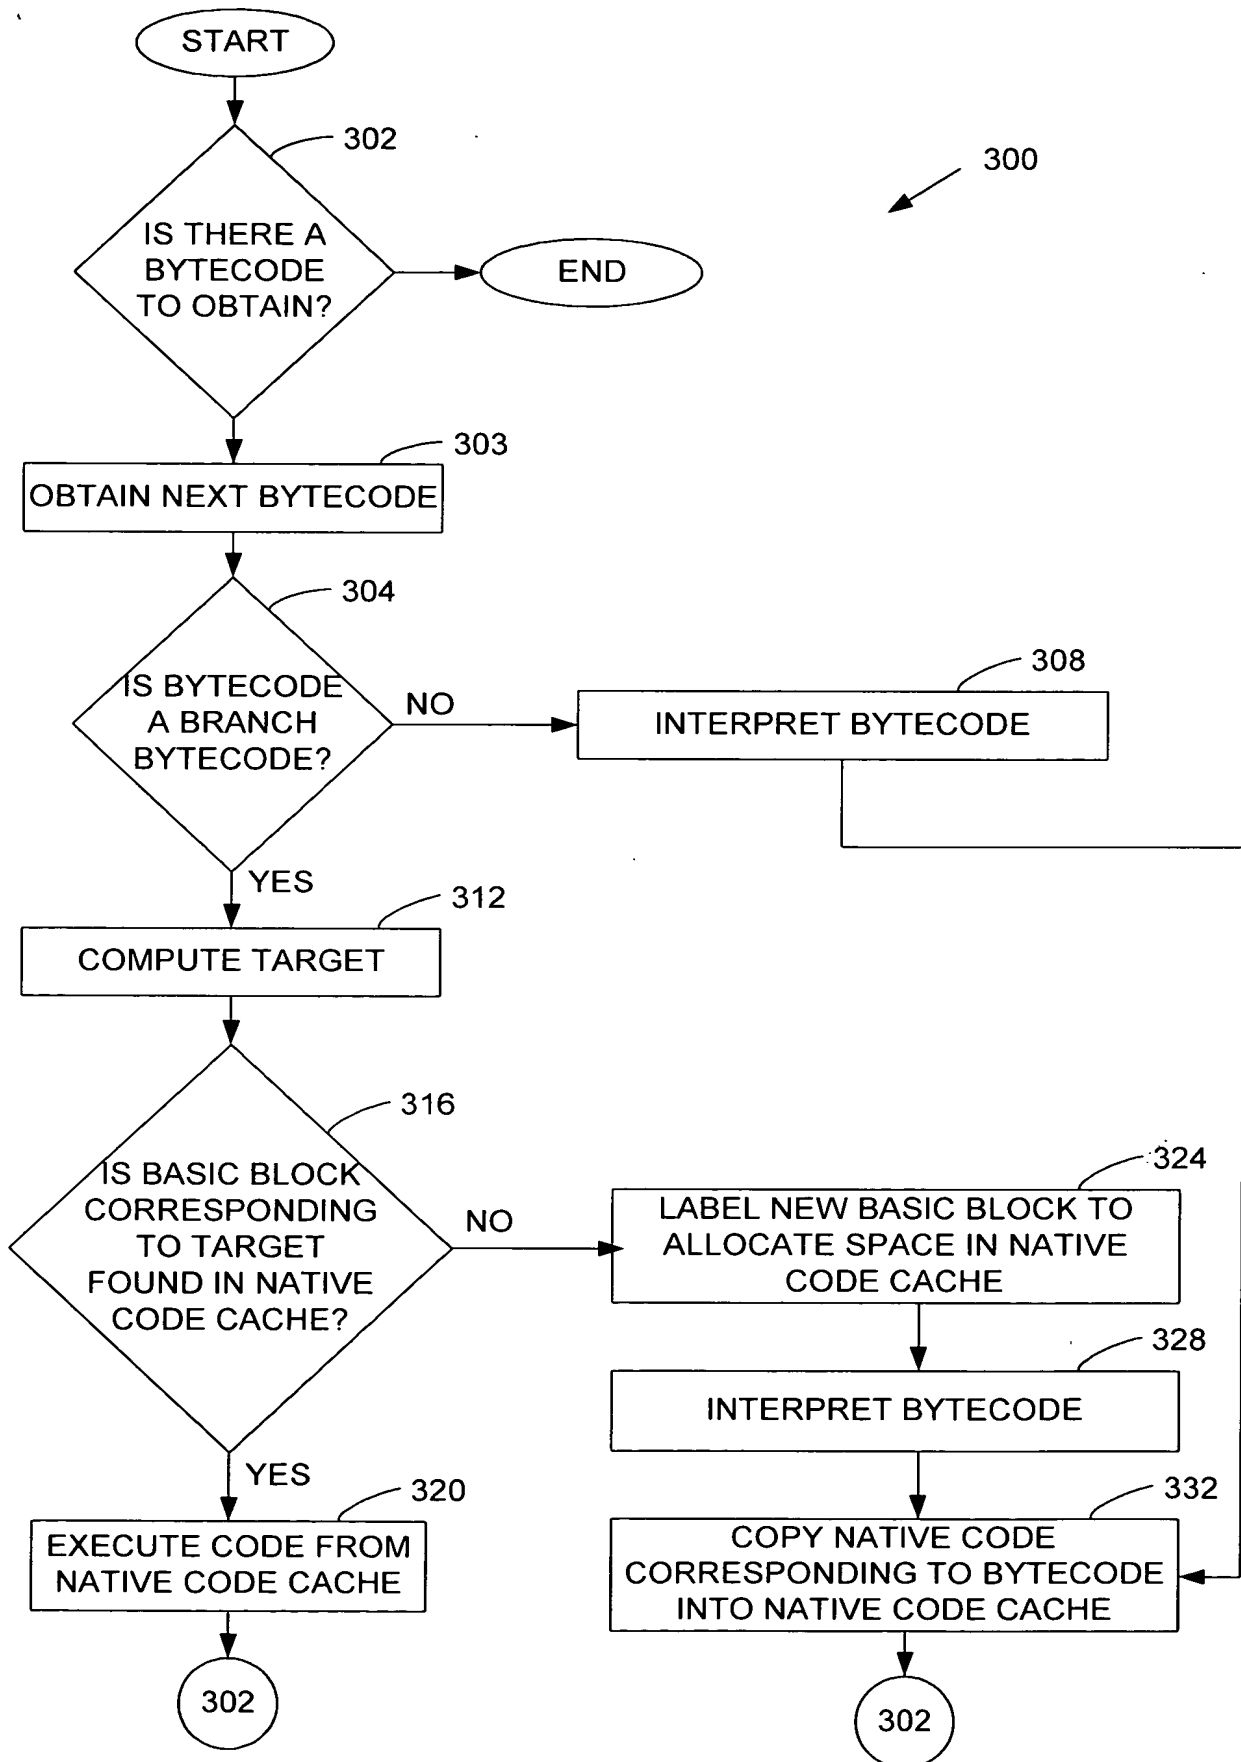 START
302
300
IS THERE A
BYTECODE
TO OBTAIN?
END
303
OBTAIN NEXT BYTECODE
304
IS BYTECODE
A BRANCH
BYTECODE?
NO
308
INTERPRET BYTECODE
YES
312
COMPUTE TARGET
316
IS BASIC BLOCK
CORRESPONDING
TO TARGET
FOUND IN NATIVE
CODE CACHE?
NO
324
LABEL NEW BASIC BLOCK TO
ALLOCATE SPACE IN NATIVE
CODE CACHE
328
INTERPRET BYTECODE
YES
320
EXECUTE CODE FROM
NATIVE CODE CACHE
332
COPY NATIVE CODE
CORRESPONDING TO BYTECODE
INTO NATIVE CODE CACHE
302
302